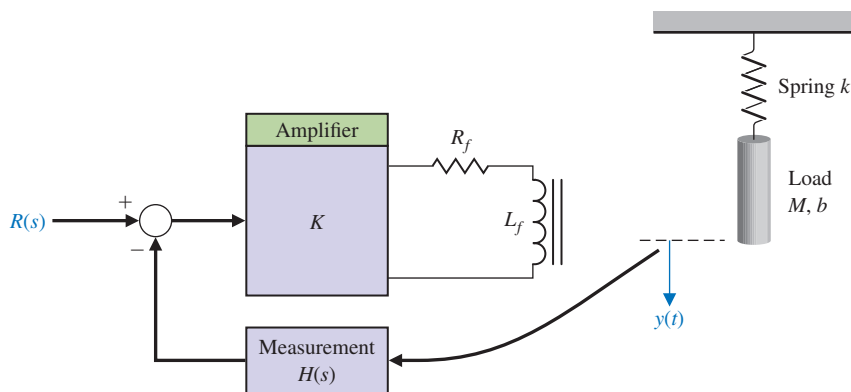 Spring k
Amplifier
R_f
Load
M, b
+
R(s)
K
L_f
−
y(t)
Measurement
H(s)